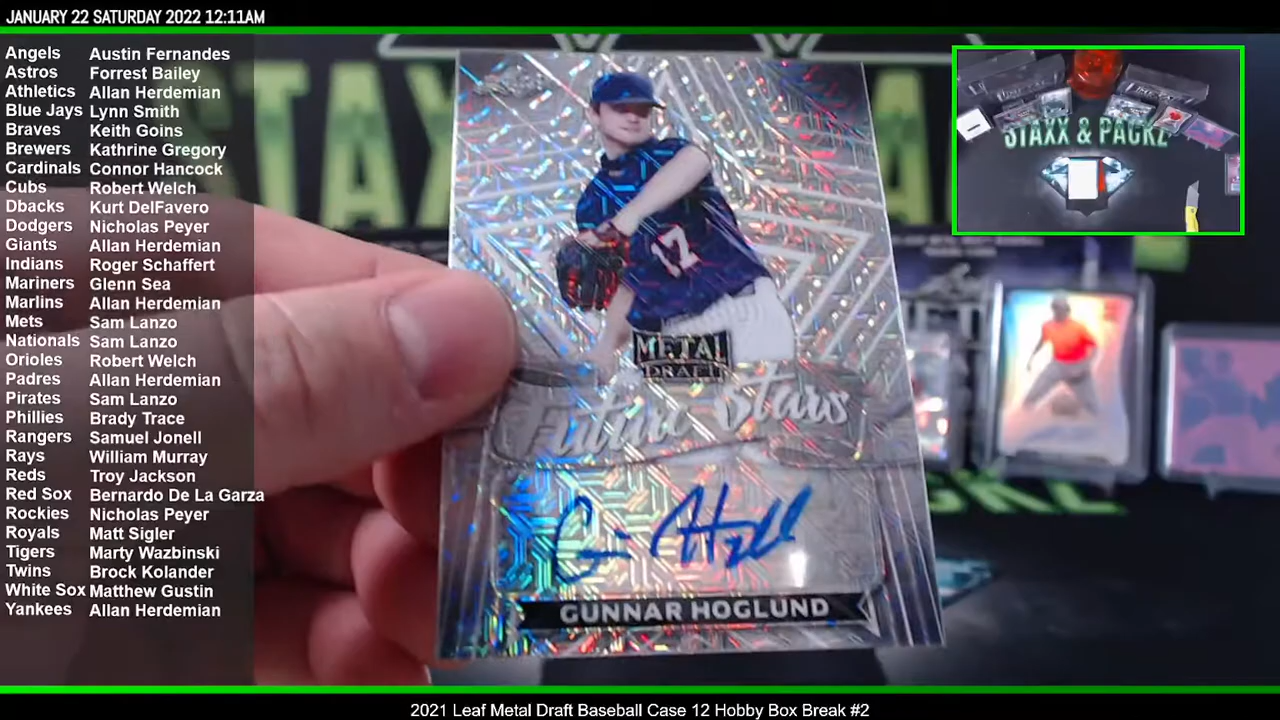 JANUARY 22 SATURDAY 2022 12:11AM
Angels Austin Fernandes
Astros Forrest Bailey
Athletics Allan Herdemian
Blue Jays Lynn Smith
Braves Keith Goins
Brewers Kathrine Gregory
Cardinals Connor Hancock
Cubs Robert Welch
Dbacks Kurt DelFavero
Dodgers Nicholas Peyer
Giants Allan Herdemian
Indians Roger Schaffert
Mariners Glenn Sea
Marlins Allan Herdemian
Mets Sam Lanzo
Nationals Sam Lanzo
Orioles Robert Welch
Padres Allan Herdemian
Pirates Sam Lanzo
Phillies Brady Trace
Rangers Samuel Jonell
Rays William Murray
Reds Troy Jackson
Red Sox Bernardo De La Garza
Rockies Nicholas Peyer
Royals Matt Sigler
Tigers Marty Wazbinski
Twins Brock Kolander
White Sox Matthew Gustin
Yankees Allan Herdemian
STAXX & PACKZ
17
METAL
DRAFT
Future Stars
GUNNAR HOGLUND
2021 Leaf Metal Draft Baseball Case 12 Hobby Box Break #2